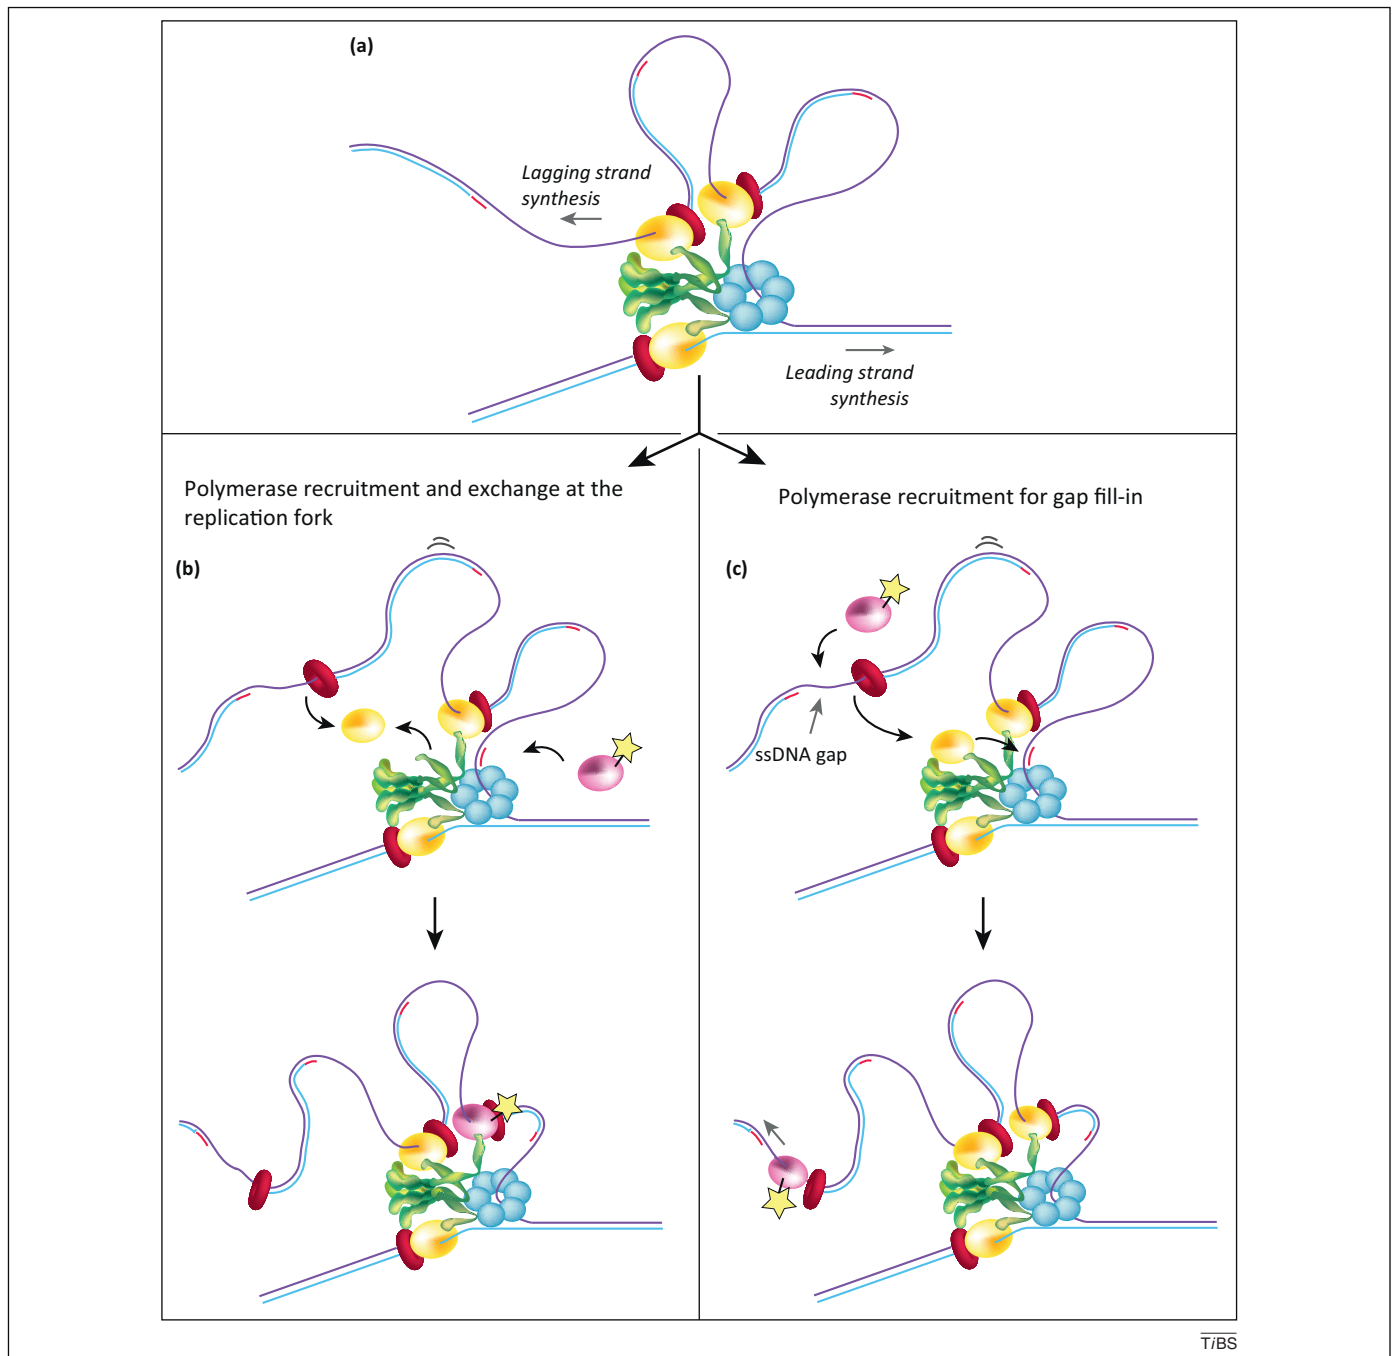 (a)
Lagging strand
synthesis
Leading strand
synthesis
Polymerase recruitment and exchange at the
replication fork
Polymerase recruitment for gap fill-in
(b)
(c)
ssDNA gap
TiBS